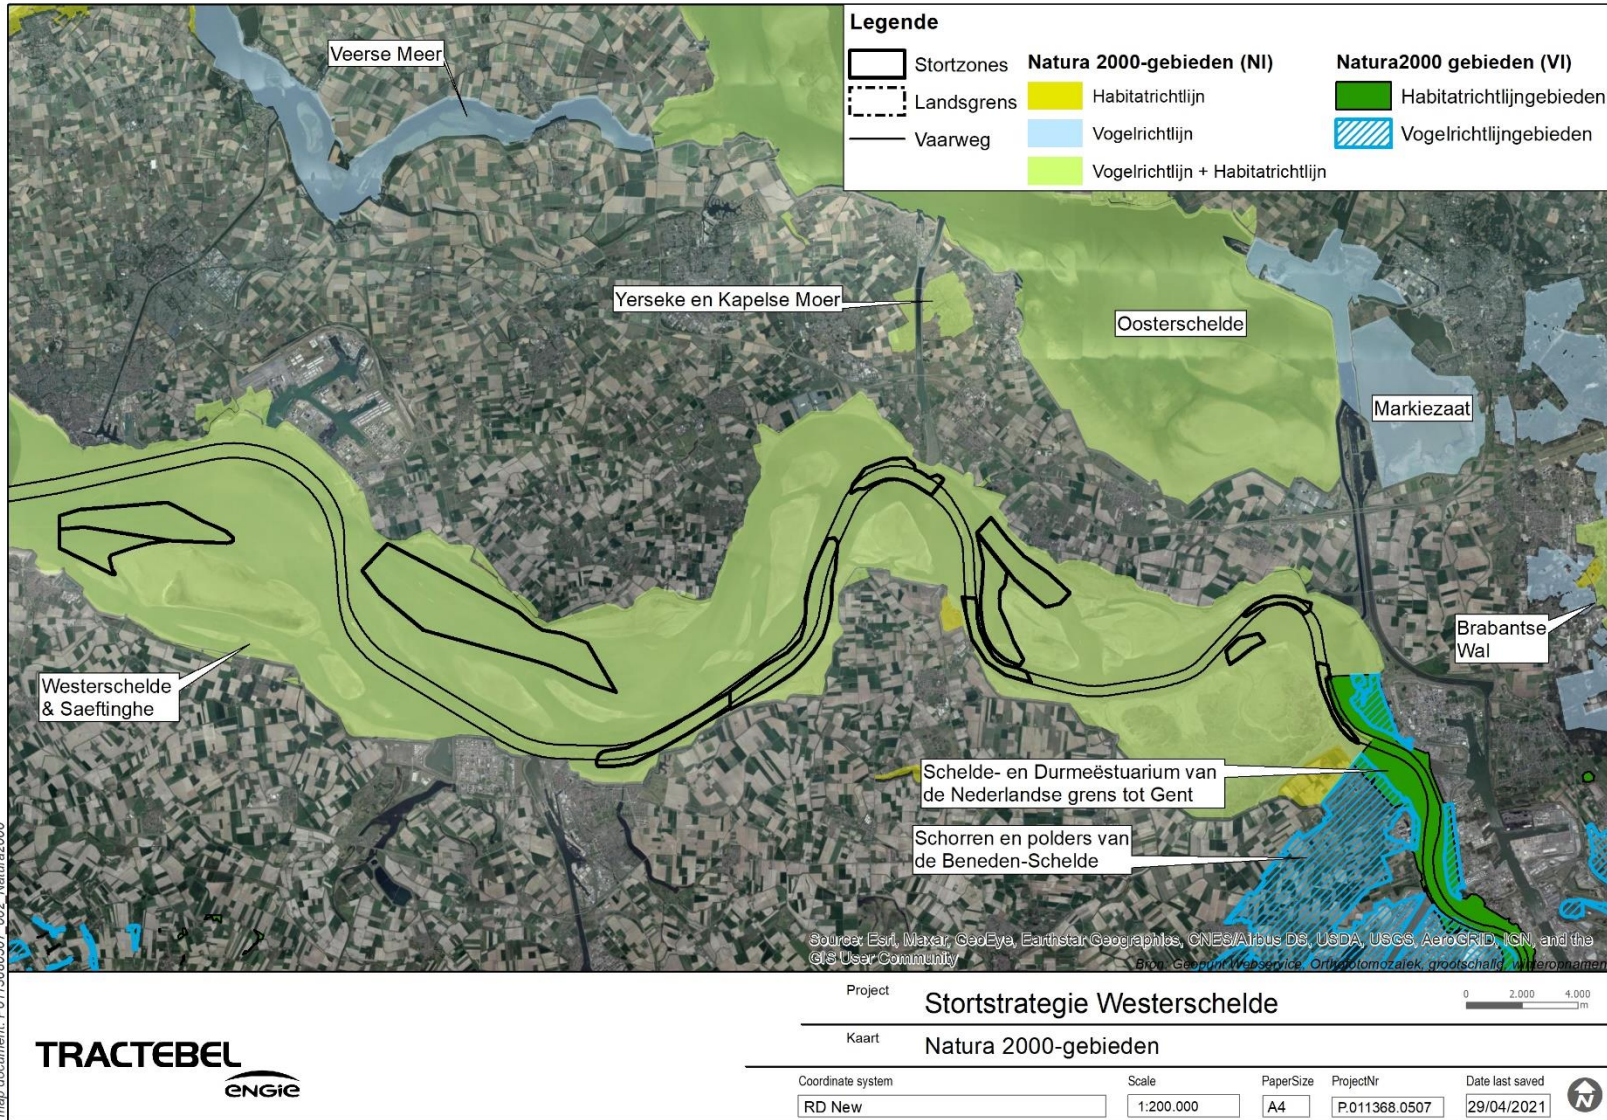 Legende
Stortzones
Landsgrens
Vaarweg
Natura 2000-gebieden (Nl)
Habitatrichtlijn
Vogelrichtlijn
Vogelrichtlijn + Habitatrichtlijn
Natura2000 gebieden (Vl)
Habitatrichtlijngebieden
Vogelrichtlijngebieden
Veerse Meer
Yerseke en Kapelse Moer
Oosterschelde
Markiezaat
Brabantse
Wal
Westerschelde
& Saeftinghe
Schelde- en Durmeëstuarium van
de Nederlandse grens tot Gent
Schorren en polders van
de Beneden-Schelde
Source: Esri, Maxar, GeoEye, Earthstar Geographics, CNES/Airbus DS, USDA, USGS, AeroGRID, IGN, and the
GIS User Community
Bron: Geopunt Webservice, Orthofotomozaïek, grootschalig, winteropnamen
Project
Stortstrategie Westerschelde
0 2.000 4.000
m
Kaart
Natura 2000-gebieden
TRACTEBEL
ENGIE
Coordinate system
RD New
Scale
1:200.000
PaperSize
A4
ProjectNr
P.011368.0507
Date last saved
29/04/2021
N